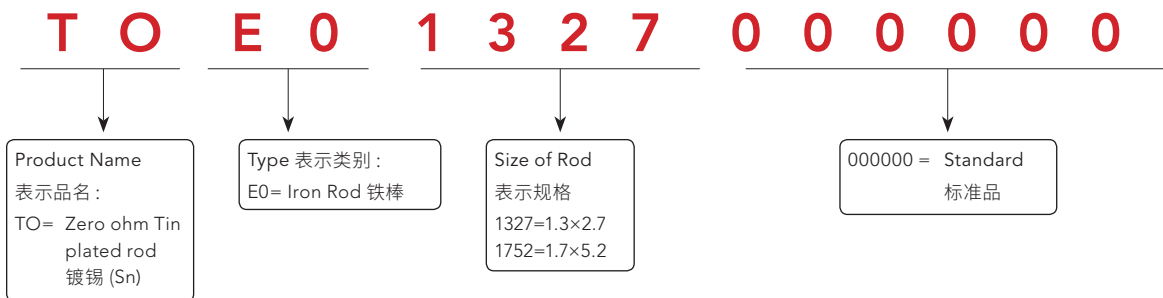 T O E 0 1 3 2 7 0 0 0 0 0 0
Product Name
表示品名：
TO= Zero ohm Tin
plated rod
镀锡 (Sn)
Type 表示类别：
E0= Iron Rod 铁棒
Size of Rod
表示规格
1327=1.3×2.7
1752=1.7×5.2
000000 = Standard
标准品